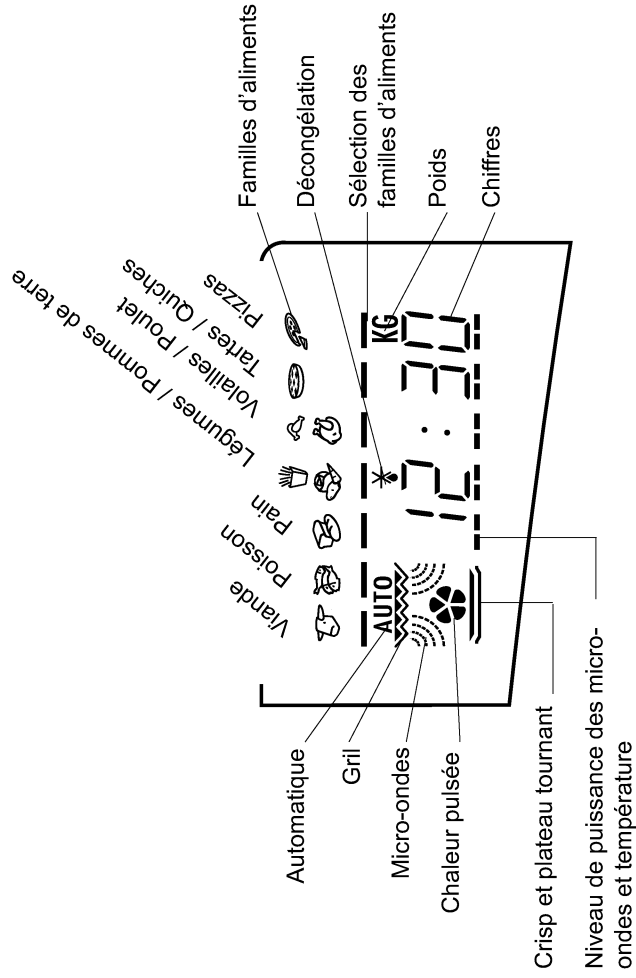 Viande
Poisson
Pain
Légumes / Pommes de terre
Volailles / Poulet
Tartes / Quiches
Pizzas
Familles d'aliments
Décongélation
Sélection des
familles d'aliments
Poids
Chiffres
AUTO
KG
12:30
Automatique
Gril
Micro-ondes
Chaleur pulsée
Crisp et plateau tournant
Niveau de puissance des micro-
ondes et température